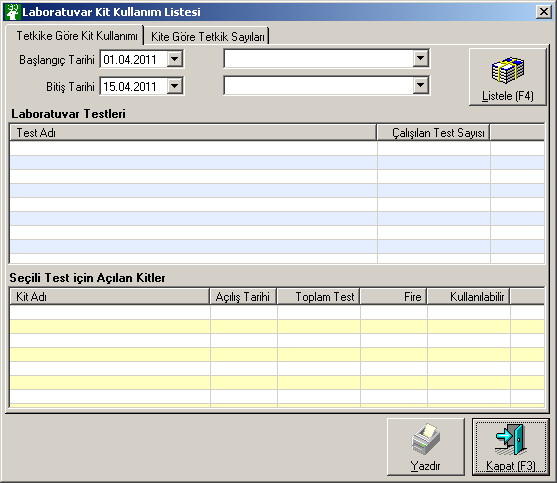 Laboratuvar Kit Kullanım Listesi
Tetkike Göre Kit Kullanımı Kite Göre Tetkik Sayıları
Başlangıç Tarihi 01.04.2011
Bitiş Tarihi 15.04.2011
Listele (F4)
Laboratuvar Testleri
Test Adı Çalışılan Test Sayısı
Seçili Test için Açılan Kitler
Kit Adı Açılış Tarihi Toplam Test Fire Kullanılabilir
Yazdır Kapat (F3)